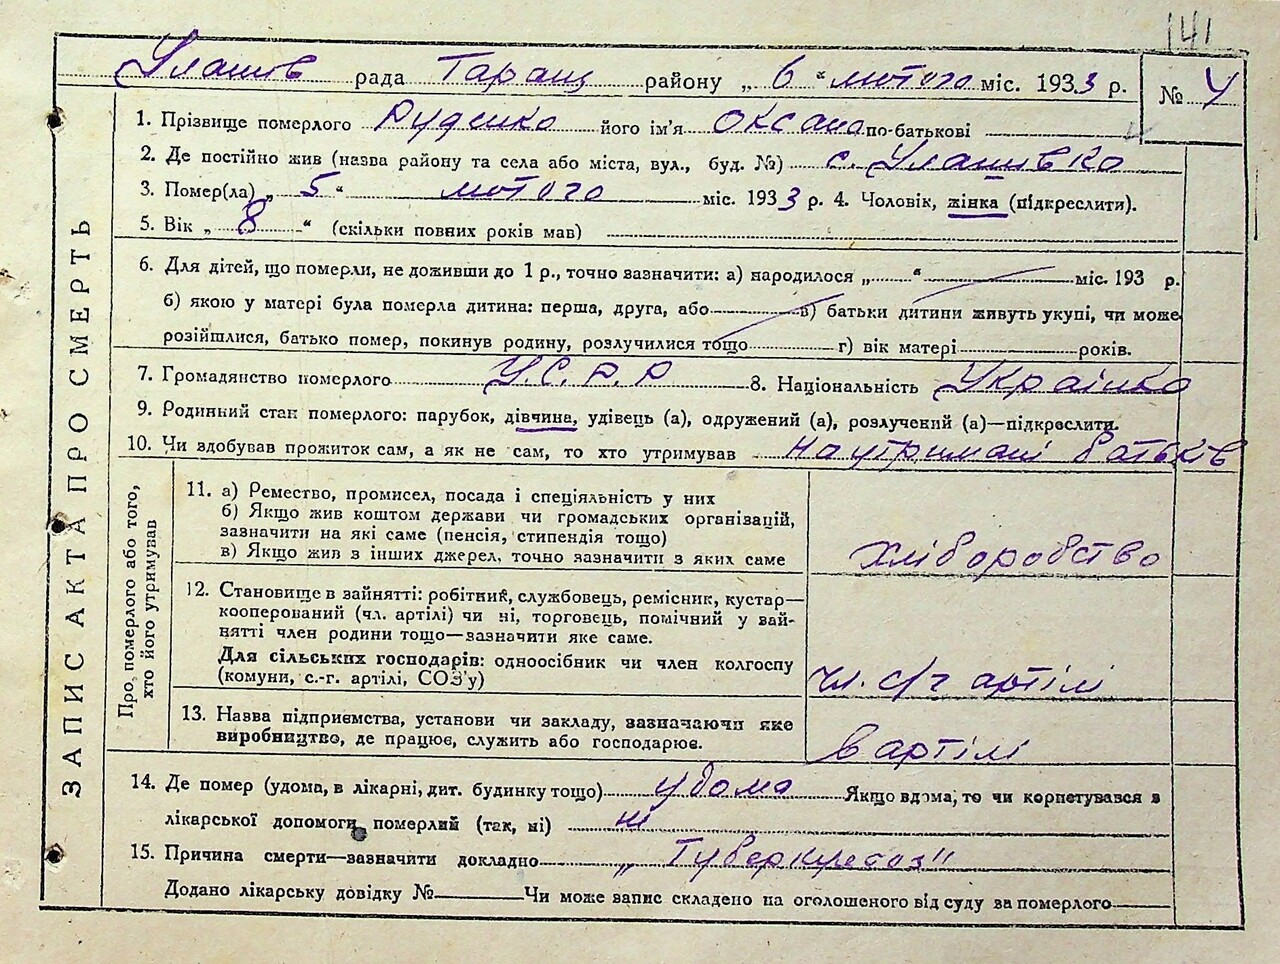 141
Улашів рада Таращ району „ 6 “ лютого міс. 1933 р. № 4
ЗАПИС АКТА ПРО СМЕРТЬ
1. Прізвище померлого Руденко його ім'я Оксана по-батькові
2. Де постійно жив (назва району та села або міста, вул., буд. №) с. Улашівка
3. Помер(ла) „ 5 “ лютого міс. 1933 р. 4. Чоловік, жінка (підкреслити).
5. Вік „ 8 “ (скільки повних років мав)
6. Для дітей, що померли, не доживши до 1 р., точно зазначити: а) народилося „ “ міс. 193 р.
б) якою у матері була померла дитина: перша, друга, або в) батьки дитини живуть укупі, чи може
розійшлися, батько помер, покинув родину, розлучилися тощо г) вік матері років.
7. Громадянство померлого У.С.Р.Р 8. Національність Українка
9. Родинний стан померлого: парубок, дівчина, удівець (а), одружений (а), розлучений (а)—підкреслити.
10. Чи здобував прожиток сам, а як не сам, то хто утримував на утримані батьків
Про, померлого або того,
хто його утримував
11. а) Ремество, промисел, посада і спеціяльність у них
б) Якщо жив коштом держави чи громадських організацій,
зазначити на які саме (пенсія, стипендія тощо)
в) Якщо жив з інших джерел, точно зазначити з яких саме
хліборобство
12. Становище в зайнятті: робітник, службовець, ремісник, кустар—
кооперований (чл. артілі) чи ні, торговець, помічний у зай-
нятті член родини тощо—зазначити яке саме.
Для сільських господарів: одноосібник чи член колгоспу
(комуни, с.-г. артілі, СОЗ'у)
чл. с/г артілі
13. Назва підприємства, установи чи закладу, зазначаючи яке
виробництво, де працює, служить або господарює.
в артілі
14. Де помер (удома, в лікарні, дит. будинку тощо) удома Якщо вдома, то чи корпетувався з
лікарської допомоги померлий (так, ні) ні
15. Причина смерти—зазначити докладно „Туберкульоз"
Додано лікарську довідку № Чи може запис складено на оголошеного від суду за померлого